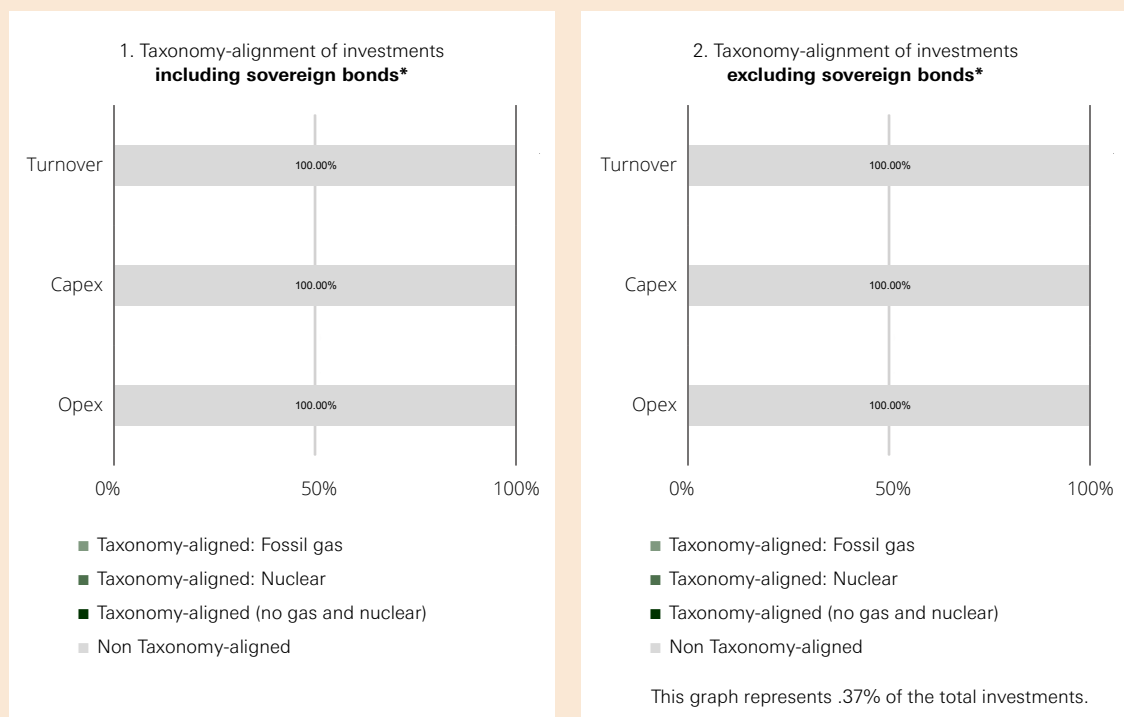 1. Taxonomy-alignment of investments
including sovereign bonds*
Turnover
100.00%
Capex
100.00%
Opex
100.00%
0% 50% 100%
Taxonomy-aligned: Fossil gas
Taxonomy-aligned: Nuclear
Taxonomy-aligned (no gas and nuclear)
Non Taxonomy-aligned
2. Taxonomy-alignment of investments
excluding sovereign bonds*
Turnover
100.00%
Capex
100.00%
Opex
100.00%
0% 50% 100%
Taxonomy-aligned: Fossil gas
Taxonomy-aligned: Nuclear
Taxonomy-aligned (no gas and nuclear)
Non Taxonomy-aligned
This graph represents .37% of the total investments.